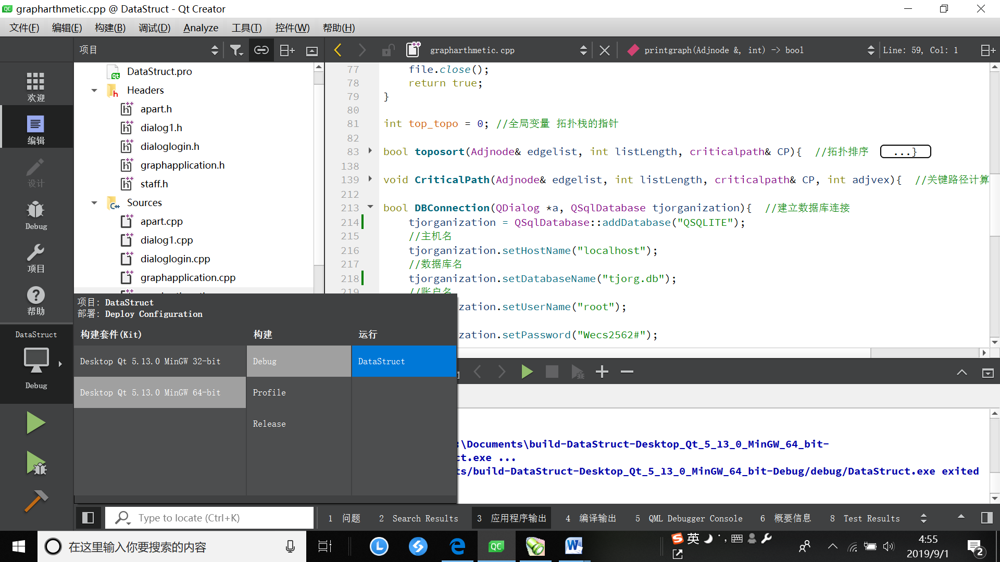 grapharthmetic.cpp @ DataStruct - Qt Creator
文件(F) 编辑(E) 构建(B) 调试(D) Analyze 工具(T) 控件(W) 帮助(H)
项目
grapharthmetic.cpp
printgraph(Adjnode &, int) -> bool
Line: 59, Col: 1
欢迎
编辑
设计
Debug
项目
帮助
DataStruct
Debug
DataStruct.pro
Headers
apart.h
dialog1.h
dialoglogin.h
graphapplication.h
staff.h
Sources
apart.cpp
dialog1.cpp
dialoglogin.cpp
graphapplication.cpp
77 file.close();
78 return true;
79 }
80
81 int top_topo = 0; //全局变量 拓扑栈的指针
82
83 bool toposort(Adjnode& edgelist, int listLength, criticalpath& CP){ //拓扑排序 ...}
138
139 void CriticalPath(Adjnode& edgelist, int listLength, criticalpath& CP, int adjvex){ //关键路径计算
212
213 bool DBConnection(QDialog *a, QSqlDatabase tjorganization){ //建立数据库连接
214 tjorganization = QSqlDatabase::addDatabase("QSQLITE");
215 //主机名
216 tjorganization.setHostName("localhost");
217 //数据库名
218 tjorganization.setDatabaseName("tjorg.db");
219 //账户名
zation.setUserName("root");
zation.setPassword("Wecs2562#");
项目: DataStruct
部署: Deploy Configuration
构建套件(Kit) 构建 运行
Desktop Qt 5.13.0 MinGW 32-bit Debug DataStruct
Desktop Qt 5.13.0 MinGW 64-bit Profile
Release
:\Documents\build-DataStruct-Desktop_Qt_5_13_0_MinGW_64_bit-
ct.exe ...
ts/build-DataStruct-Desktop_Qt_5_13_0_MinGW_64_bit-Debug/debug/DataStruct.exe exited
Type to locate (Ctrl+K)
1 问题 2 Search Results 3 应用程序输出 4 编译输出 5 QML Debugger Console 6 概要信息 8 Test Results
在这里输入你要搜索的内容
英
4:55
2019/9/1
2